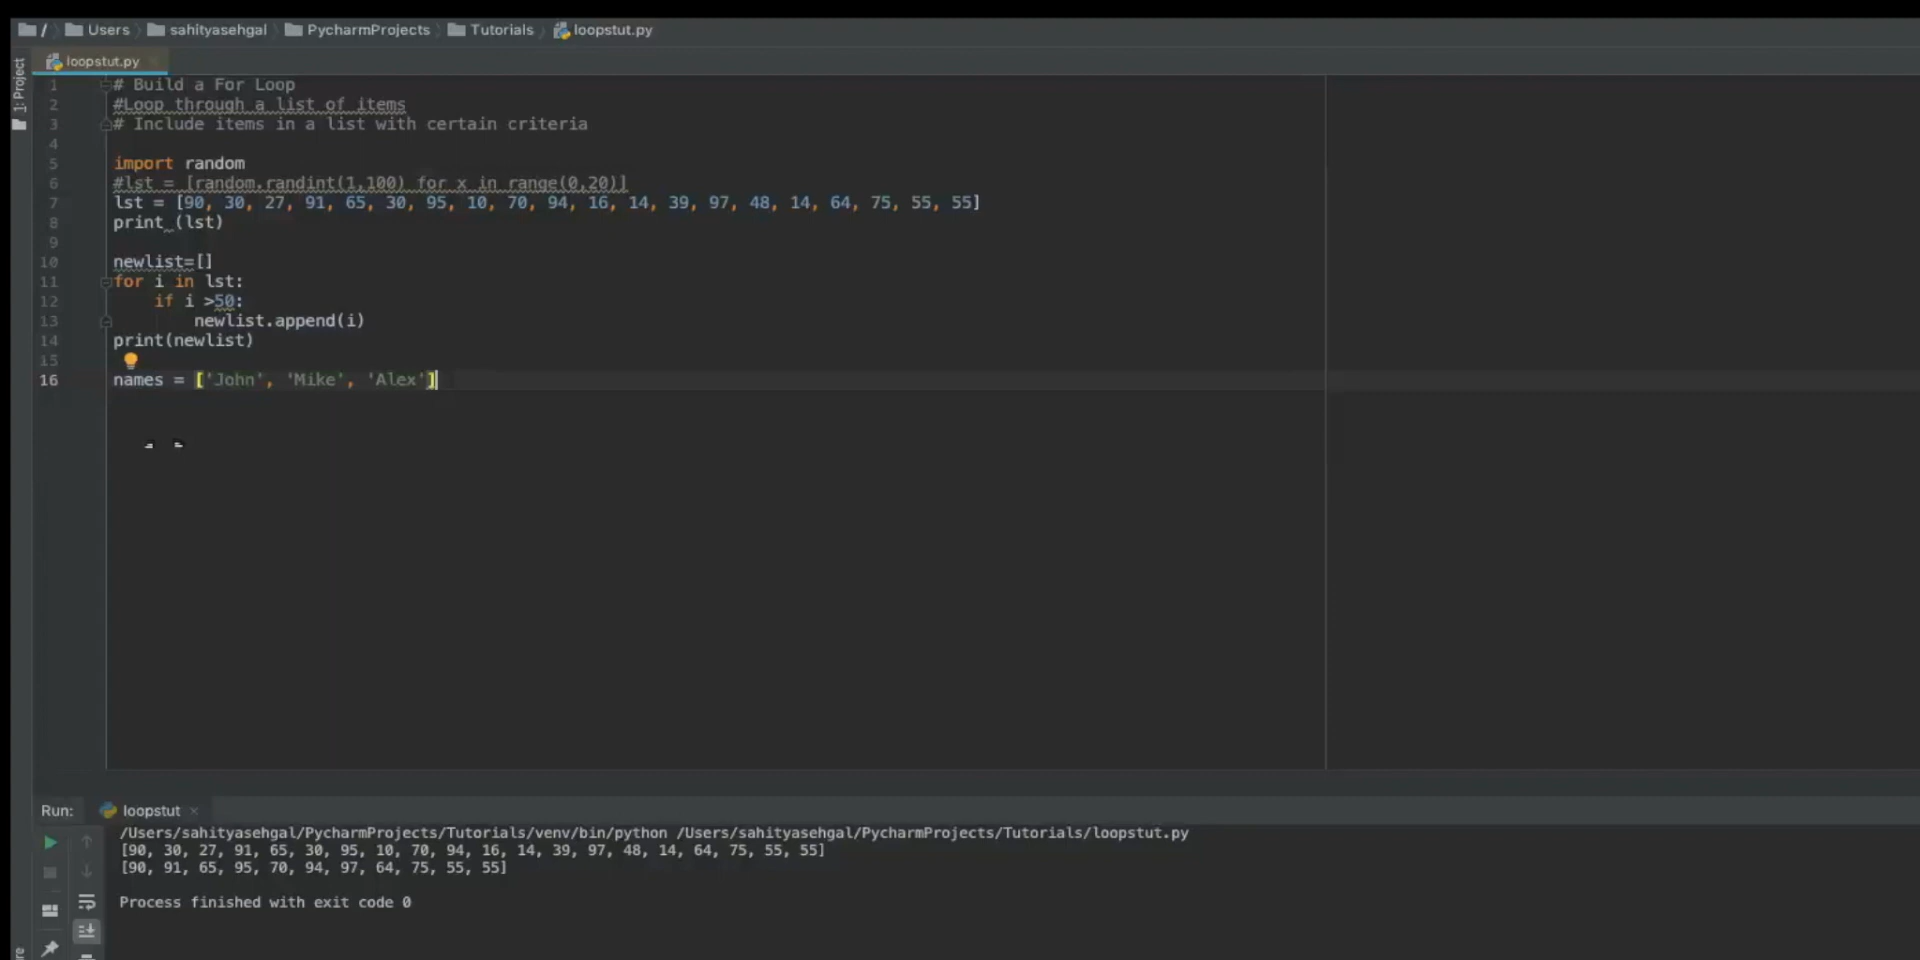 / Users sahityasehgal PycharmProjects Tutorials loopstut.py
loopstut.py
1: Project
1 # Build a For Loop
2 #Loop through a list of items
3 # Include items in a list with certain criteria
4
5 import random
6 #lst = [random.randint(1,100) for x in range(0,20)]
7 lst = [90, 30, 27, 91, 65, 30, 95, 10, 70, 94, 16, 14, 39, 97, 48, 14, 64, 75, 55, 55]
8 print (lst)
9
10 newlist=[]
11 for i in lst:
12 if i >50:
13 newlist.append(i)
14 print(newlist)
15
16 names = ['John', 'Mike', 'Alex']
Run: loopstut
/Users/sahityasehgal/PycharmProjects/Tutorials/venv/bin/python /Users/sahityasehgal/PycharmProjects/Tutorials/loopstut.py
[90, 30, 27, 91, 65, 30, 95, 10, 70, 94, 16, 14, 39, 97, 48, 14, 64, 75, 55, 55]
[90, 91, 65, 95, 70, 94, 97, 64, 75, 55, 55]
Process finished with exit code 0